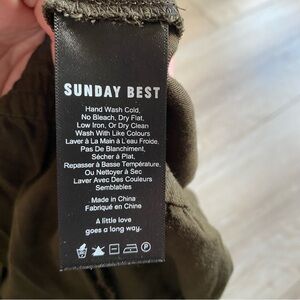 SUNDAY BEST
Hand Wash Cold,
No Bleach, Dry Flat,
Low Iron, Or Dry Clean
Wash With Like Colours
Laver à La Main à L'eau Froide,
Pas De Blanchiment,
Sécher à Plat,
Repasser à Basse Température,
Ou Nettoyer à Sec
Laver Avec Des Couleurs
Semblables
Made in China
Fabriqué en China
A little love
goes a long way.
P